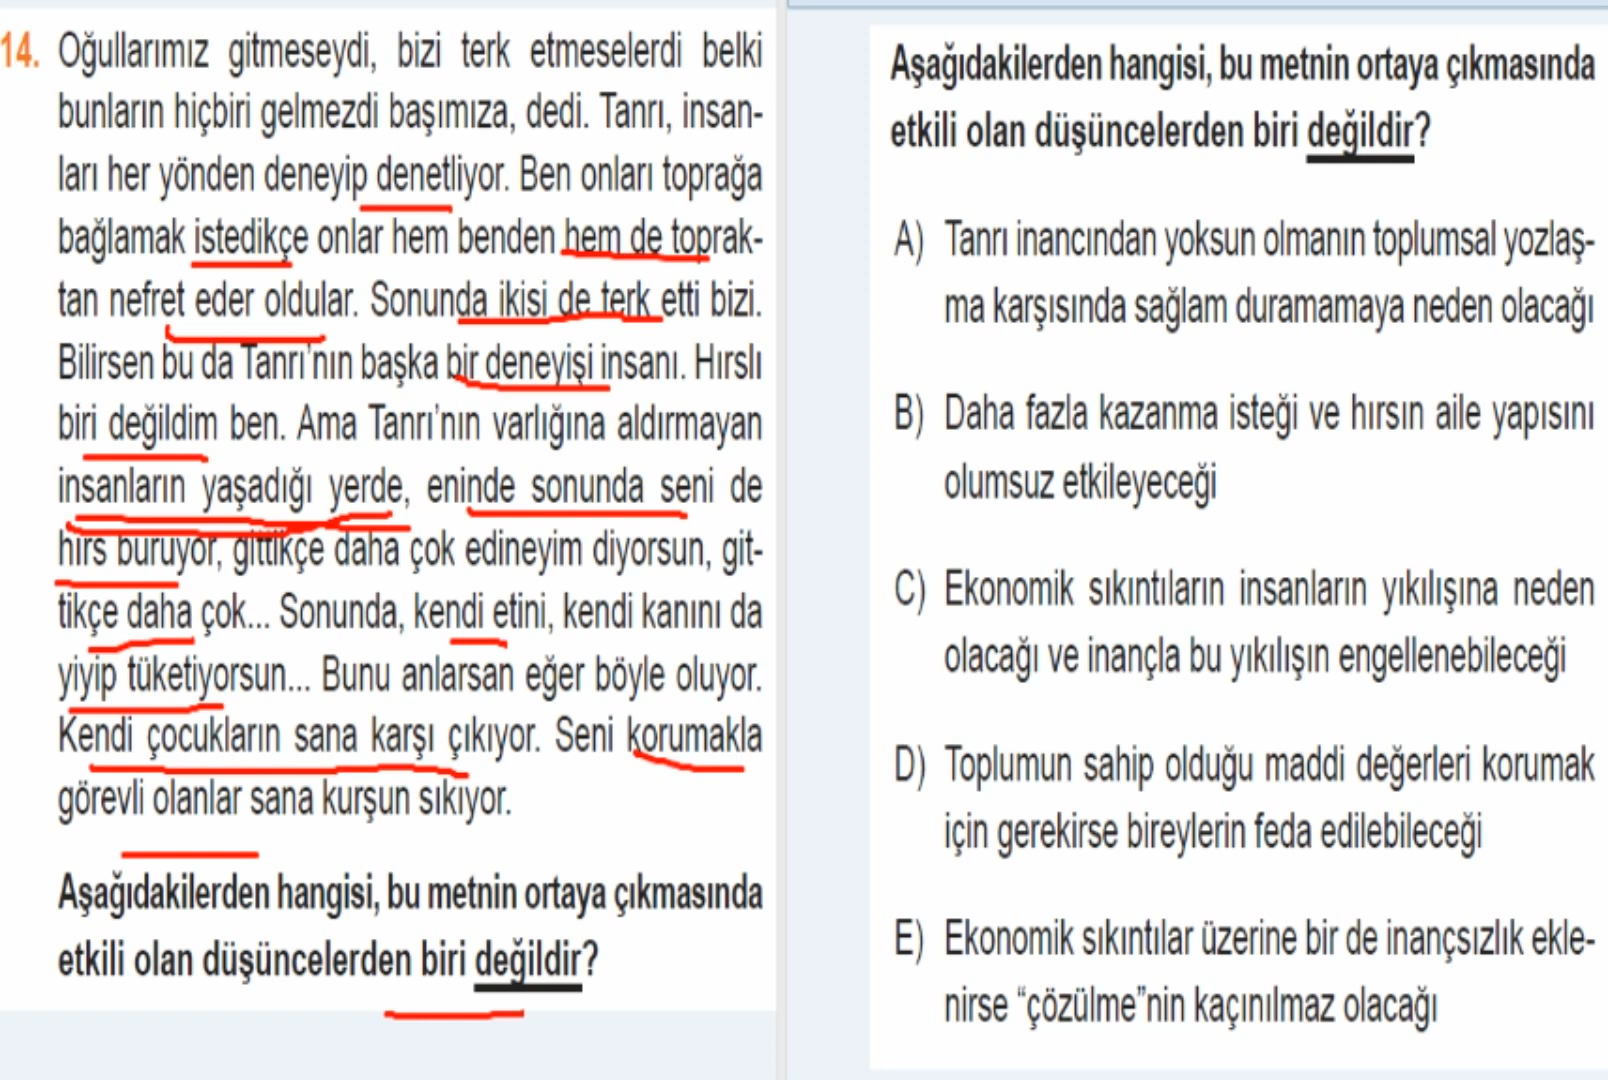 14. Oğullarımız gitmeseydi, bizi terk etmeselerdi belki
bunların hiçbiri gelmezdi başımıza, dedi. Tanrı, insan-
ları her yönden deneyip denetliyor. Ben onları toprağa
bağlamak istedikçe onlar hem benden hem de toprak-
tan nefret eder oldular. Sonunda ikisi de terk etti bizi.
Bilirsen bu da Tanrı'nın başka bir deneyişi insanı. Hırslı
biri değildim ben. Ama Tanrı'nın varlığına aldırmayan
insanların yaşadığı yerde, eninde sonunda seni de
hırs buruyor, gittikçe daha çok edineyim diyorsun, git-
tikçe daha çok... Sonunda, kendi etini, kendi kanını da
yiyip tüketiyorsun... Bunu anlarsan eğer böyle oluyor.
Kendi çocukların sana karşı çıkıyor. Seni korumakla
görevli olanlar sana kurşun sıkıyor.
Aşağıdakilerden hangisi, bu metnin ortaya çıkmasında
etkili olan düşüncelerden biri değildir?
Aşağıdakilerden hangisi, bu metnin ortaya çıkmasında
etkili olan düşüncelerden biri değildir?
A) Tanrı inancından yoksun olmanın toplumsal yozlaş-
ma karşısında sağlam duramamaya neden olacağı
B) Daha fazla kazanma isteği ve hırsın aile yapısını
olumsuz etkileyeceği
C) Ekonomik sıkıntıların insanların yıkılışına neden
olacağı ve inançla bu yıkılışın engellenebileceği
D) Toplumun sahip olduğu maddi değerleri korumak
için gerekirse bireylerin feda edilebileceği
E) Ekonomik sıkıntılar üzerine bir de inançsızlık ekle-
nirse “çözülme”nin kaçınılmaz olacağı